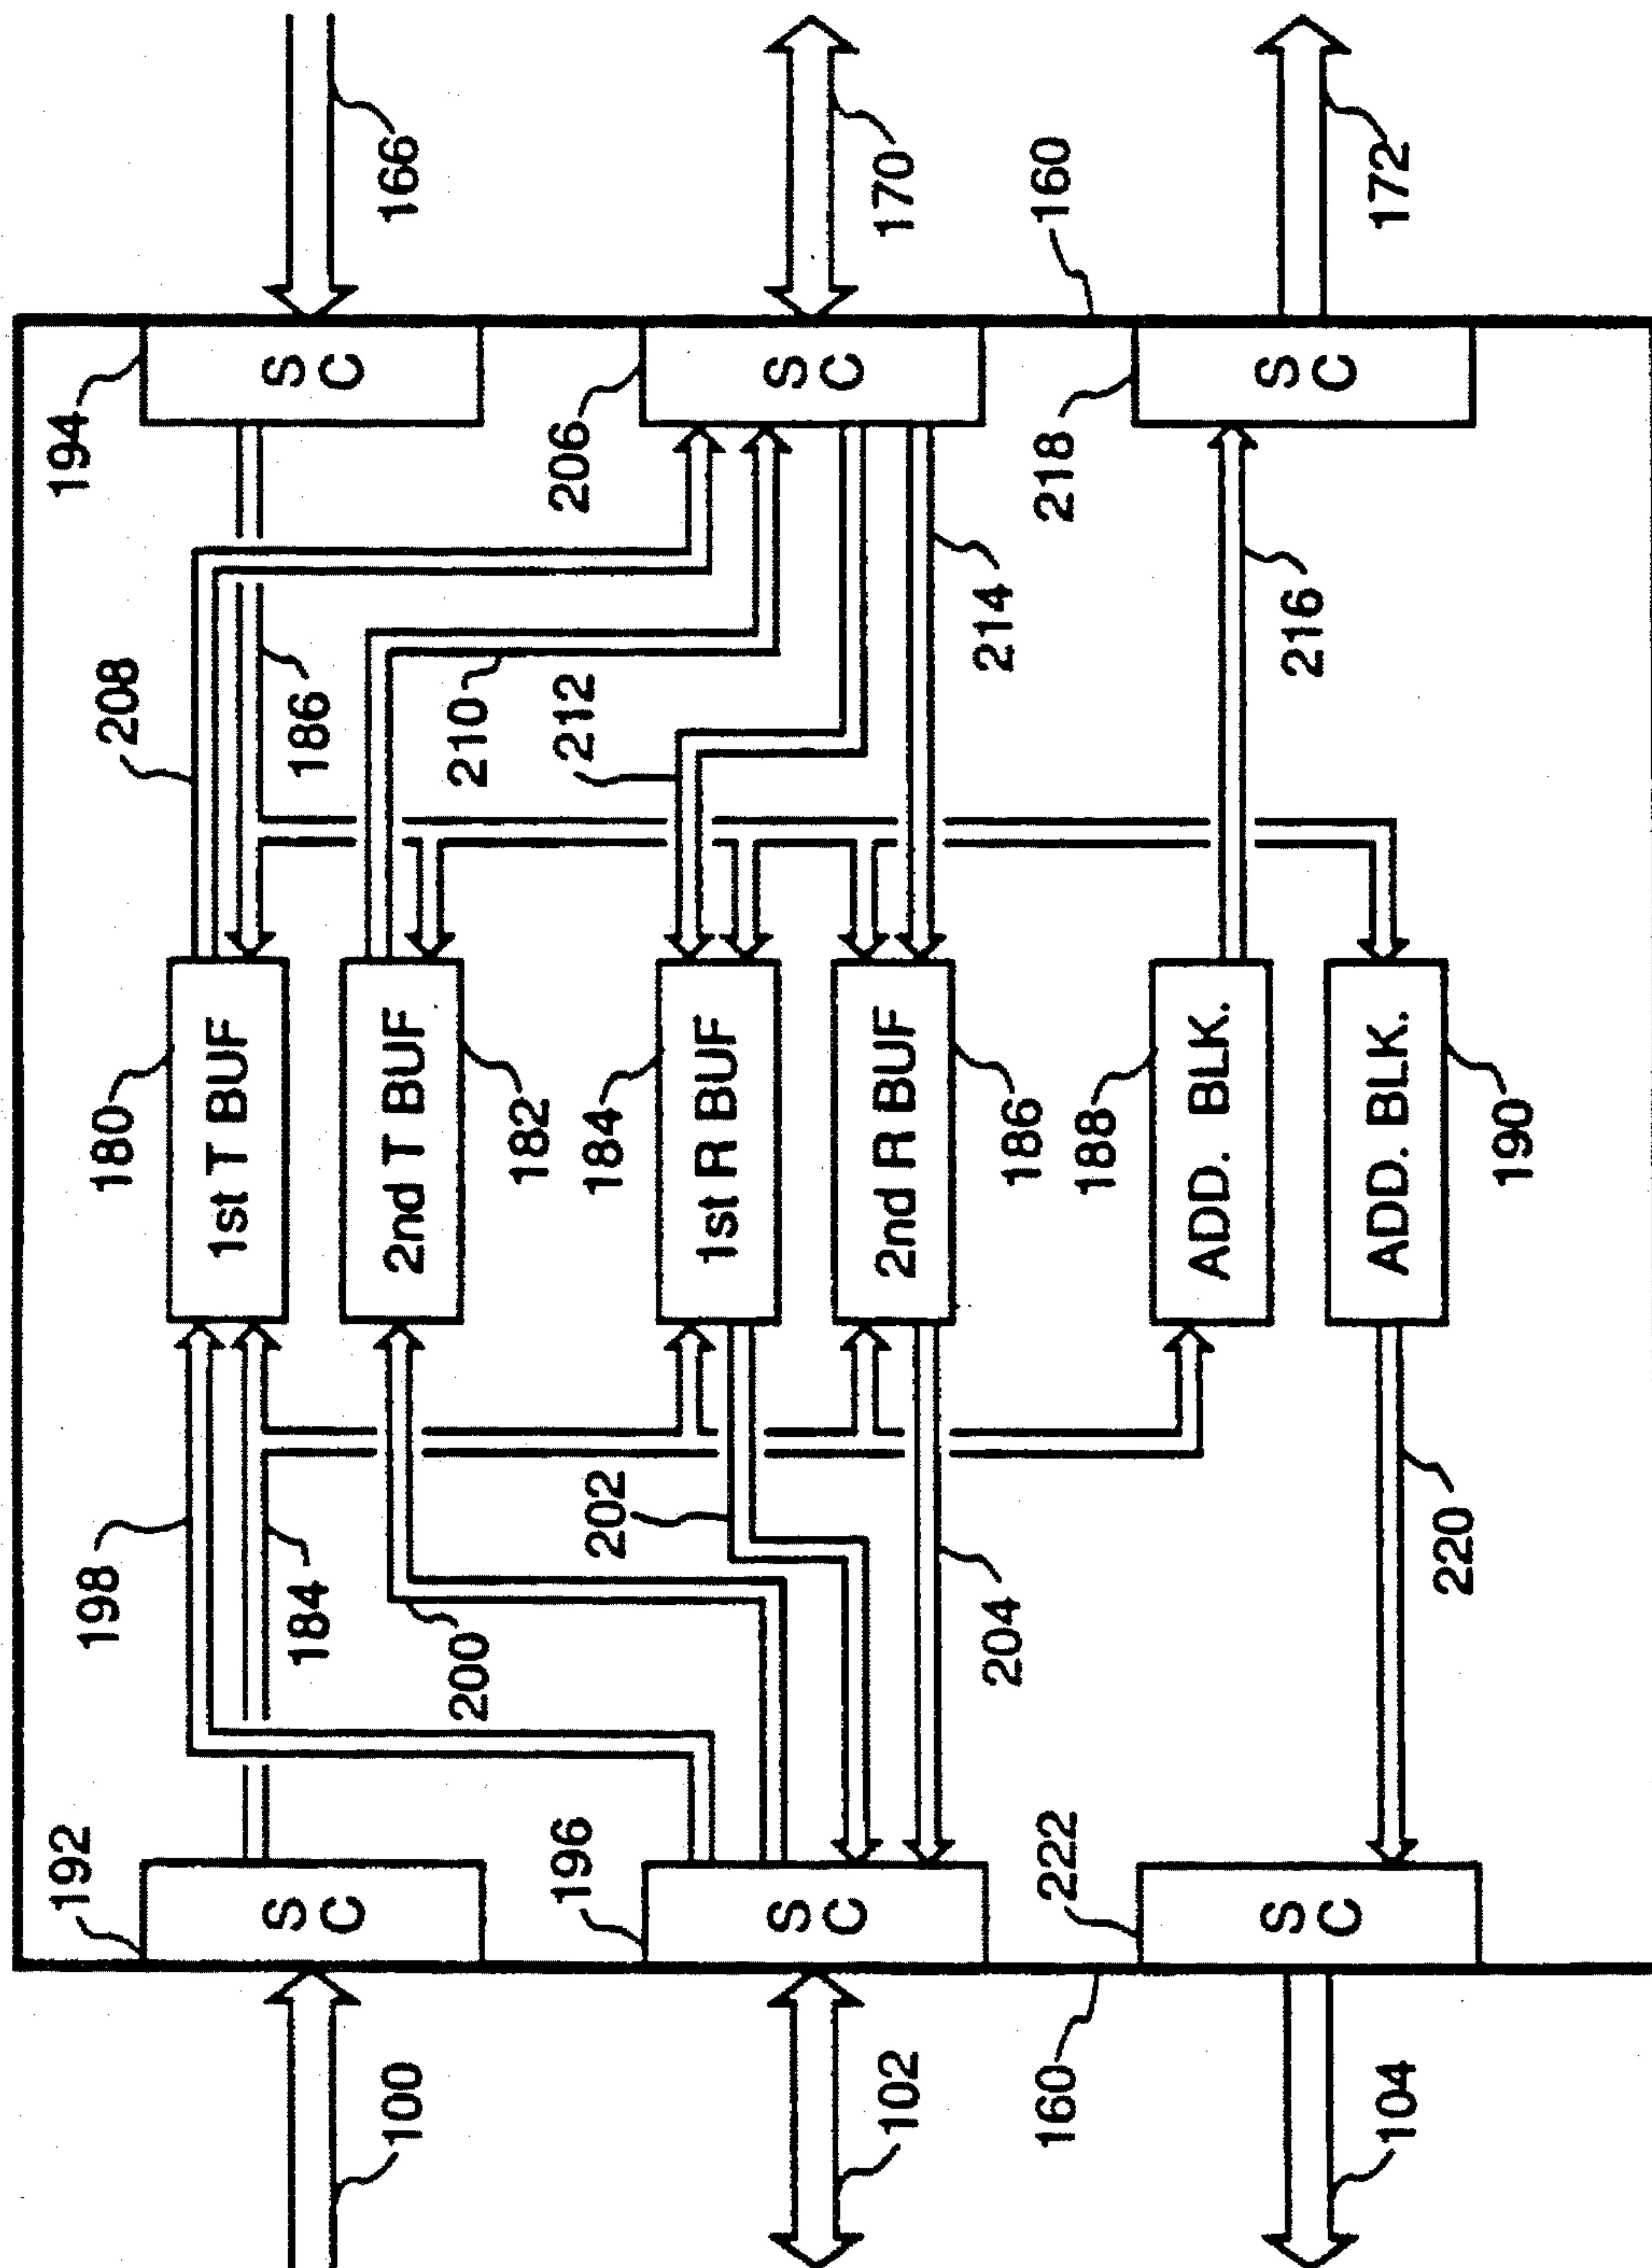 192
194
198
180
208
1st T BUF
S
C
S
C
184
186
100
2nd T BUF
166
200
210
182
196
212
206
202
184
1st R BUF
S
C
S
C
102
2nd R BUF
170
204
186
214
160
222
218
160
188
ADD. BLK.
S
C
S
C
216
104
ADD. BLK.
172
220
190